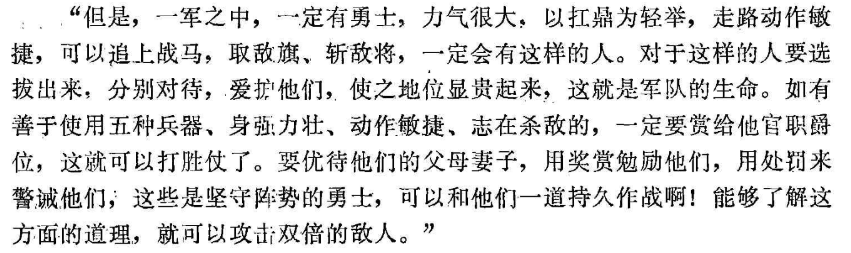 “但是，一军之中，一定有勇士，力气很大，以扛鼎为轻举，走路动作敏
捷，可以追上战马，取敌旗、斩敌将，一定会有这样的人。对于这样的人要选
拔出来，分别对待，爱护他们，使之地位显贵起来，这就是军队的生命。如有
善于使用五种兵器、身强力壮、动作敏捷、志在杀敌的，一定要赏给他官职爵
位，这就可以打胜仗了。要优待他们的父母妻子，用奖赏勉励他们，用处罚来
警诫他们，这些是坚守阵势的勇士，可以和他们一道持久作战啊！能够了解这
方面的道理，就可以攻击双倍的敌人。”